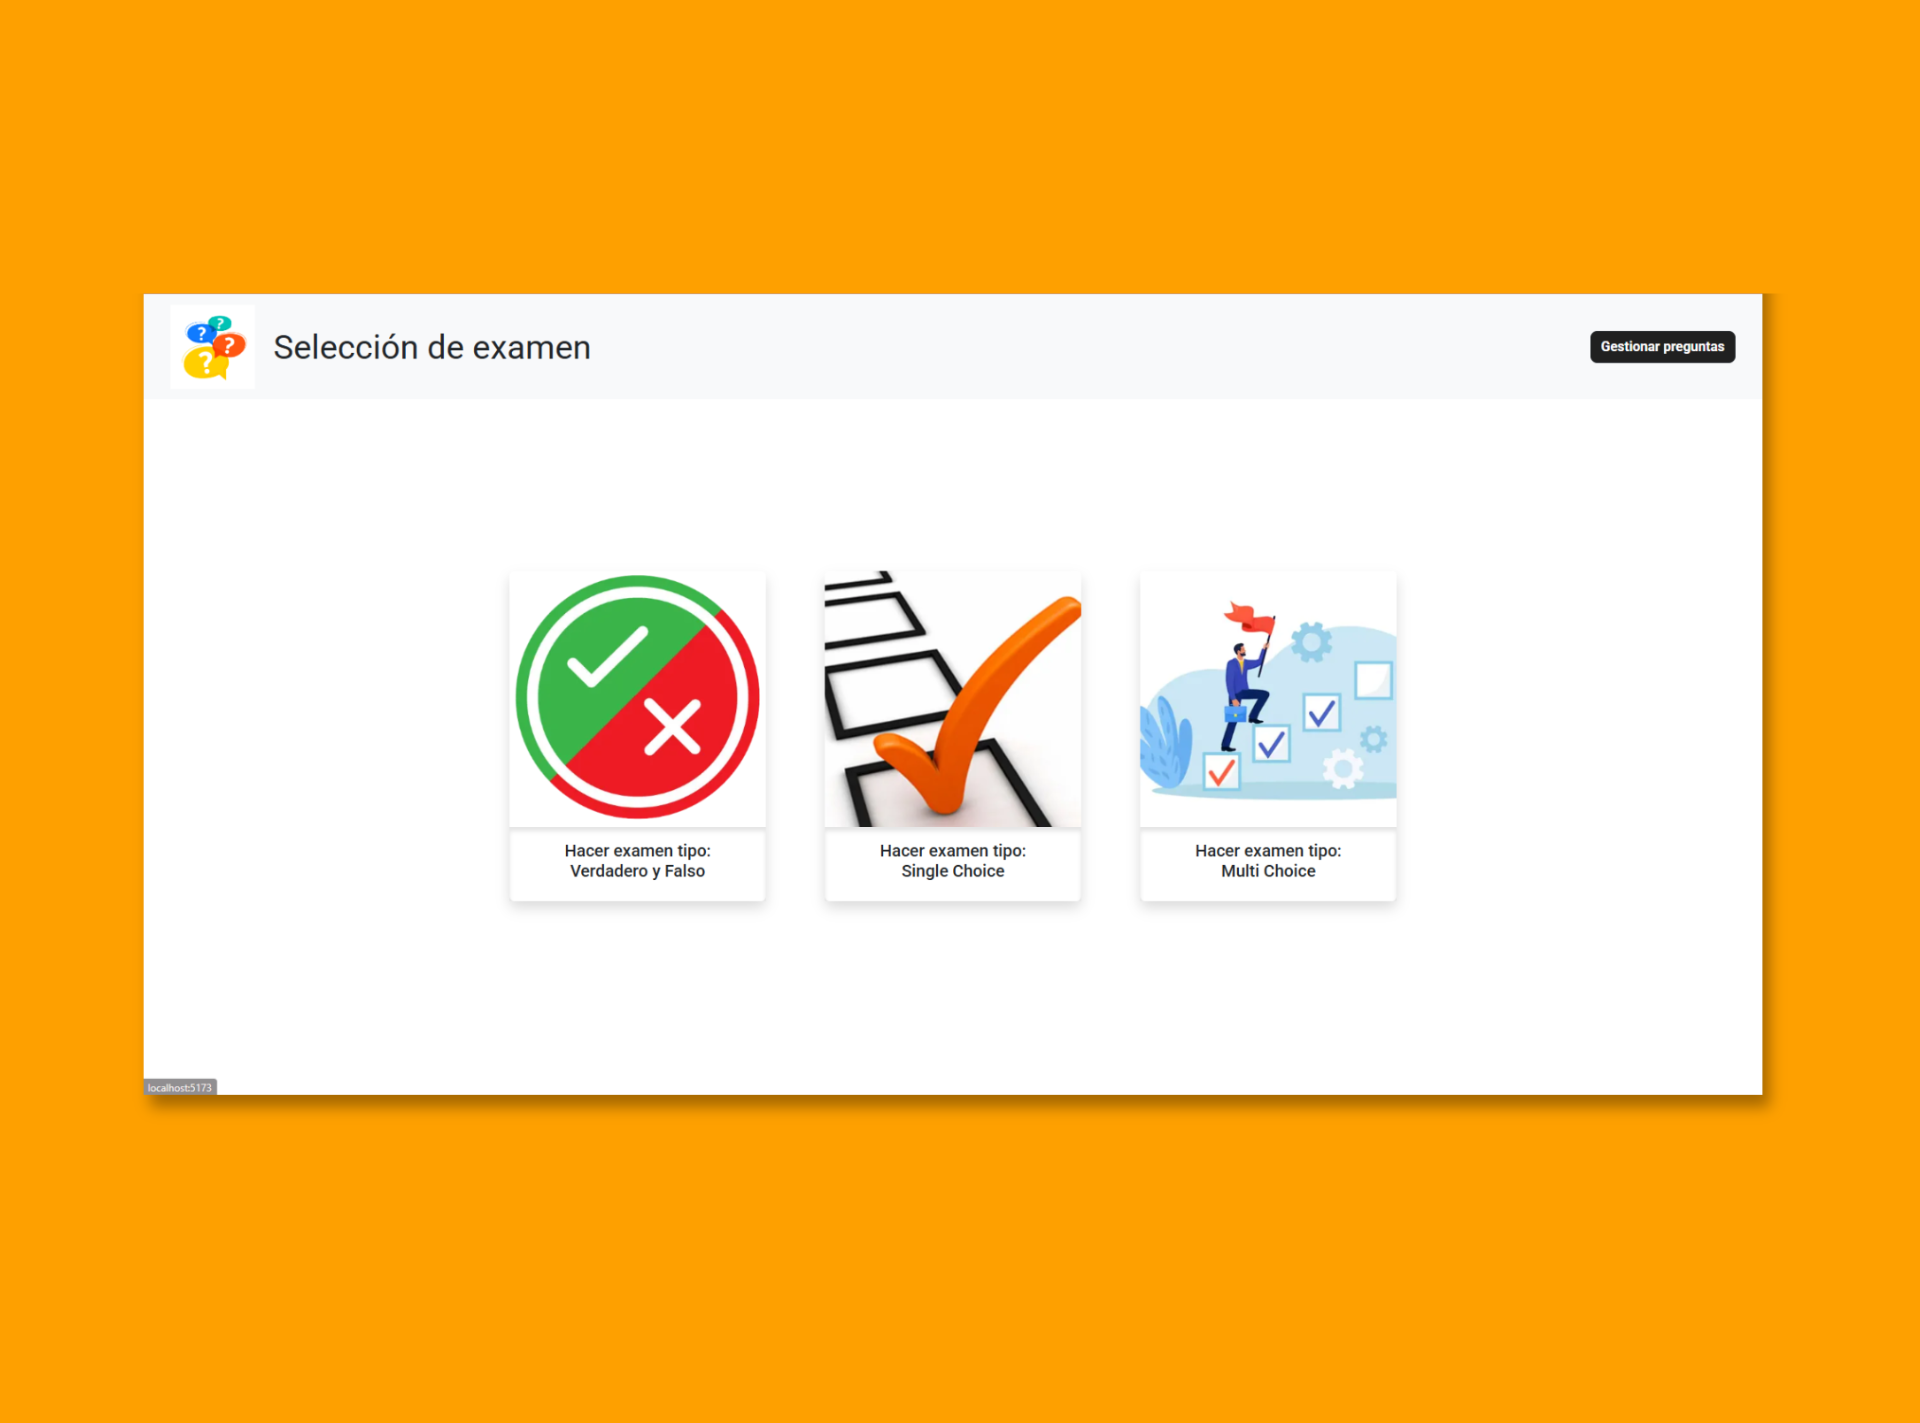 ? ? ? ?
Selección de examen
Gestionar preguntas
Hacer examen tipo:
Verdadero y Falso
Hacer examen tipo:
Single Choice
Hacer examen tipo:
Multi Choice
localhost:5173